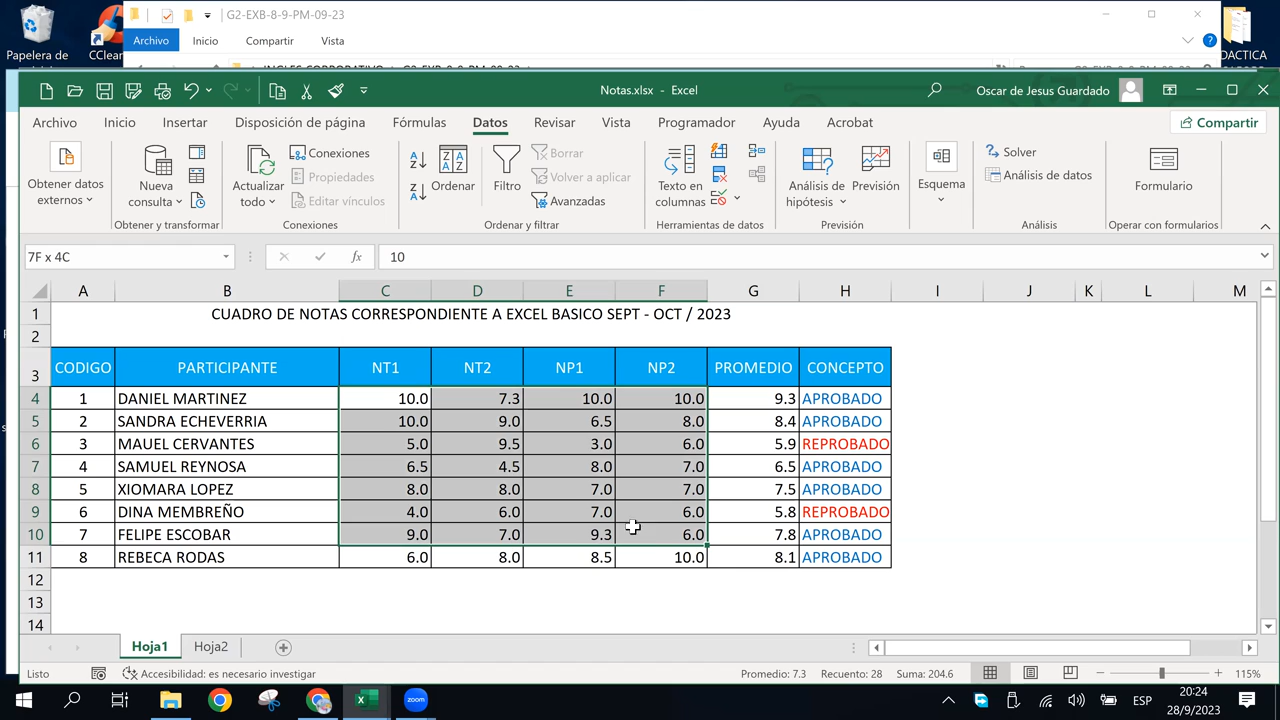 G2-EXB-8-9-PM-09-23
Papelera de
CClean
DACTICA
Archivo Inicio Compartir Vista
Notas.xlsx - Excel
Oscar de Jesus Guardado
Archivo Inicio Insertar Disposición de página Fórmulas Datos Revisar Vista Programador Ayuda Acrobat
Compartir
Obtener datos externos
Nueva consulta
Obtener y transformar
Actualizar todo
Conexiones
Propiedades
Editar vínculos
Conexiones
Ordenar
Filtro
Borrar
Volver a aplicar
Avanzadas
Ordenar y filtrar
Texto en columnas
Herramientas de datos
Análisis de hipótesis
Previsión
Previsión
Esquema
Solver
Análisis de datos
Análisis
Formulario
Operar con formularios
7F x 4C
fx
10
A B C D E F G H I J K L M
1 CUADRO DE NOTAS CORRESPONDIENTE A EXCEL BASICO SEPT - OCT / 2023
2
3 CODIGO PARTICIPANTE NT1 NT2 NP1 NP2 PROMEDIO CONCEPTO
4 1 DANIEL MARTINEZ 10.0 7.3 10.0 10.0 9.3 APROBADO
5 2 SANDRA ECHEVERRIA 10.0 9.0 6.5 8.0 8.4 APROBADO
6 3 MAUEL CERVANTES 5.0 9.5 3.0 6.0 5.9 REPROBADO
7 4 SAMUEL REYNOSA 6.5 4.5 8.0 7.0 6.5 APROBADO
8 5 XIOMARA LOPEZ 8.0 8.0 7.0 7.0 7.5 APROBADO
9 6 DINA MEMBREÑO 4.0 6.0 7.0 6.0 5.8 REPROBADO
10 7 FELIPE ESCOBAR 9.0 7.0 9.3 6.0 7.8 APROBADO
11 8 REBECA RODAS 6.0 8.0 8.5 10.0 8.1 APROBADO
12
13
14
Hoja1 Hoja2
Listo
Accesibilidad: es necesario investigar
Promedio: 7.3 Recuento: 28 Suma: 204.6
115%
zoom
ESP
20:24
28/9/2023